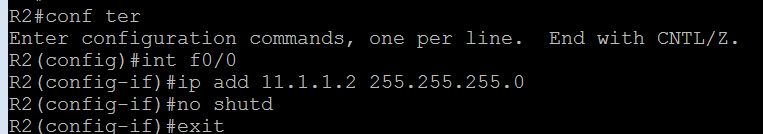 R2#conf ter
Enter configuration commands, one per line.  End with CNTL/Z.
R2(config)#int f0/0
R2(config-if)#ip add 11.1.1.2 255.255.255.0
R2(config-if)#no shutd
R2(config-if)#exit